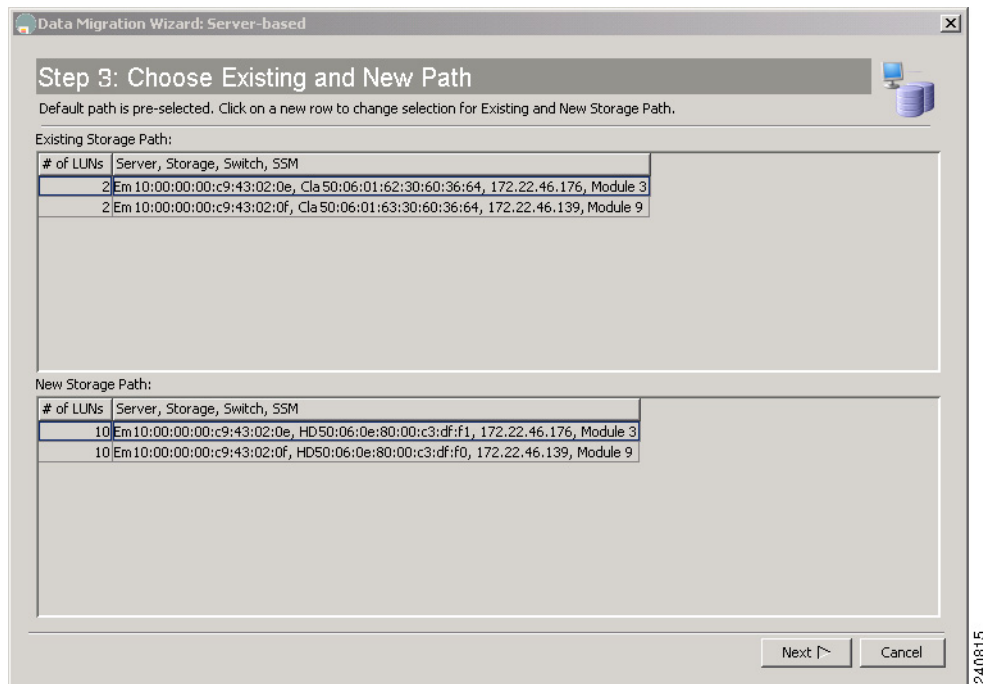 Data Migration Wizard: Server-based
Step 3: Choose Existing and New Path
Default path is pre-selected. Click on a new row to change selection for Existing and New Storage Path.
Existing Storage Path:
# of LUNs Server, Storage, Switch, SSM
2 Em 10:00:00:00:c9:43:02:0e, Cla 50:06:01:62:30:60:36:64, 172.22.46.176, Module 3
2 Em 10:00:00:00:c9:43:02:0f, Cla 50:06:01:63:30:60:36:64, 172.22.46.139, Module 9
New Storage Path:
# of LUNs Server, Storage, Switch, SSM
10 Em10:00:00:00:c9:43:02:0e, HD50:06:0e:80:00:c3:df:f1, 172.22.46.176, Module 3
10 Em10:00:00:00:c9:43:02:0f, HD50:06:0e:80:00:c3:df:f0, 172.22.46.139, Module 9
Next Cancel
240815